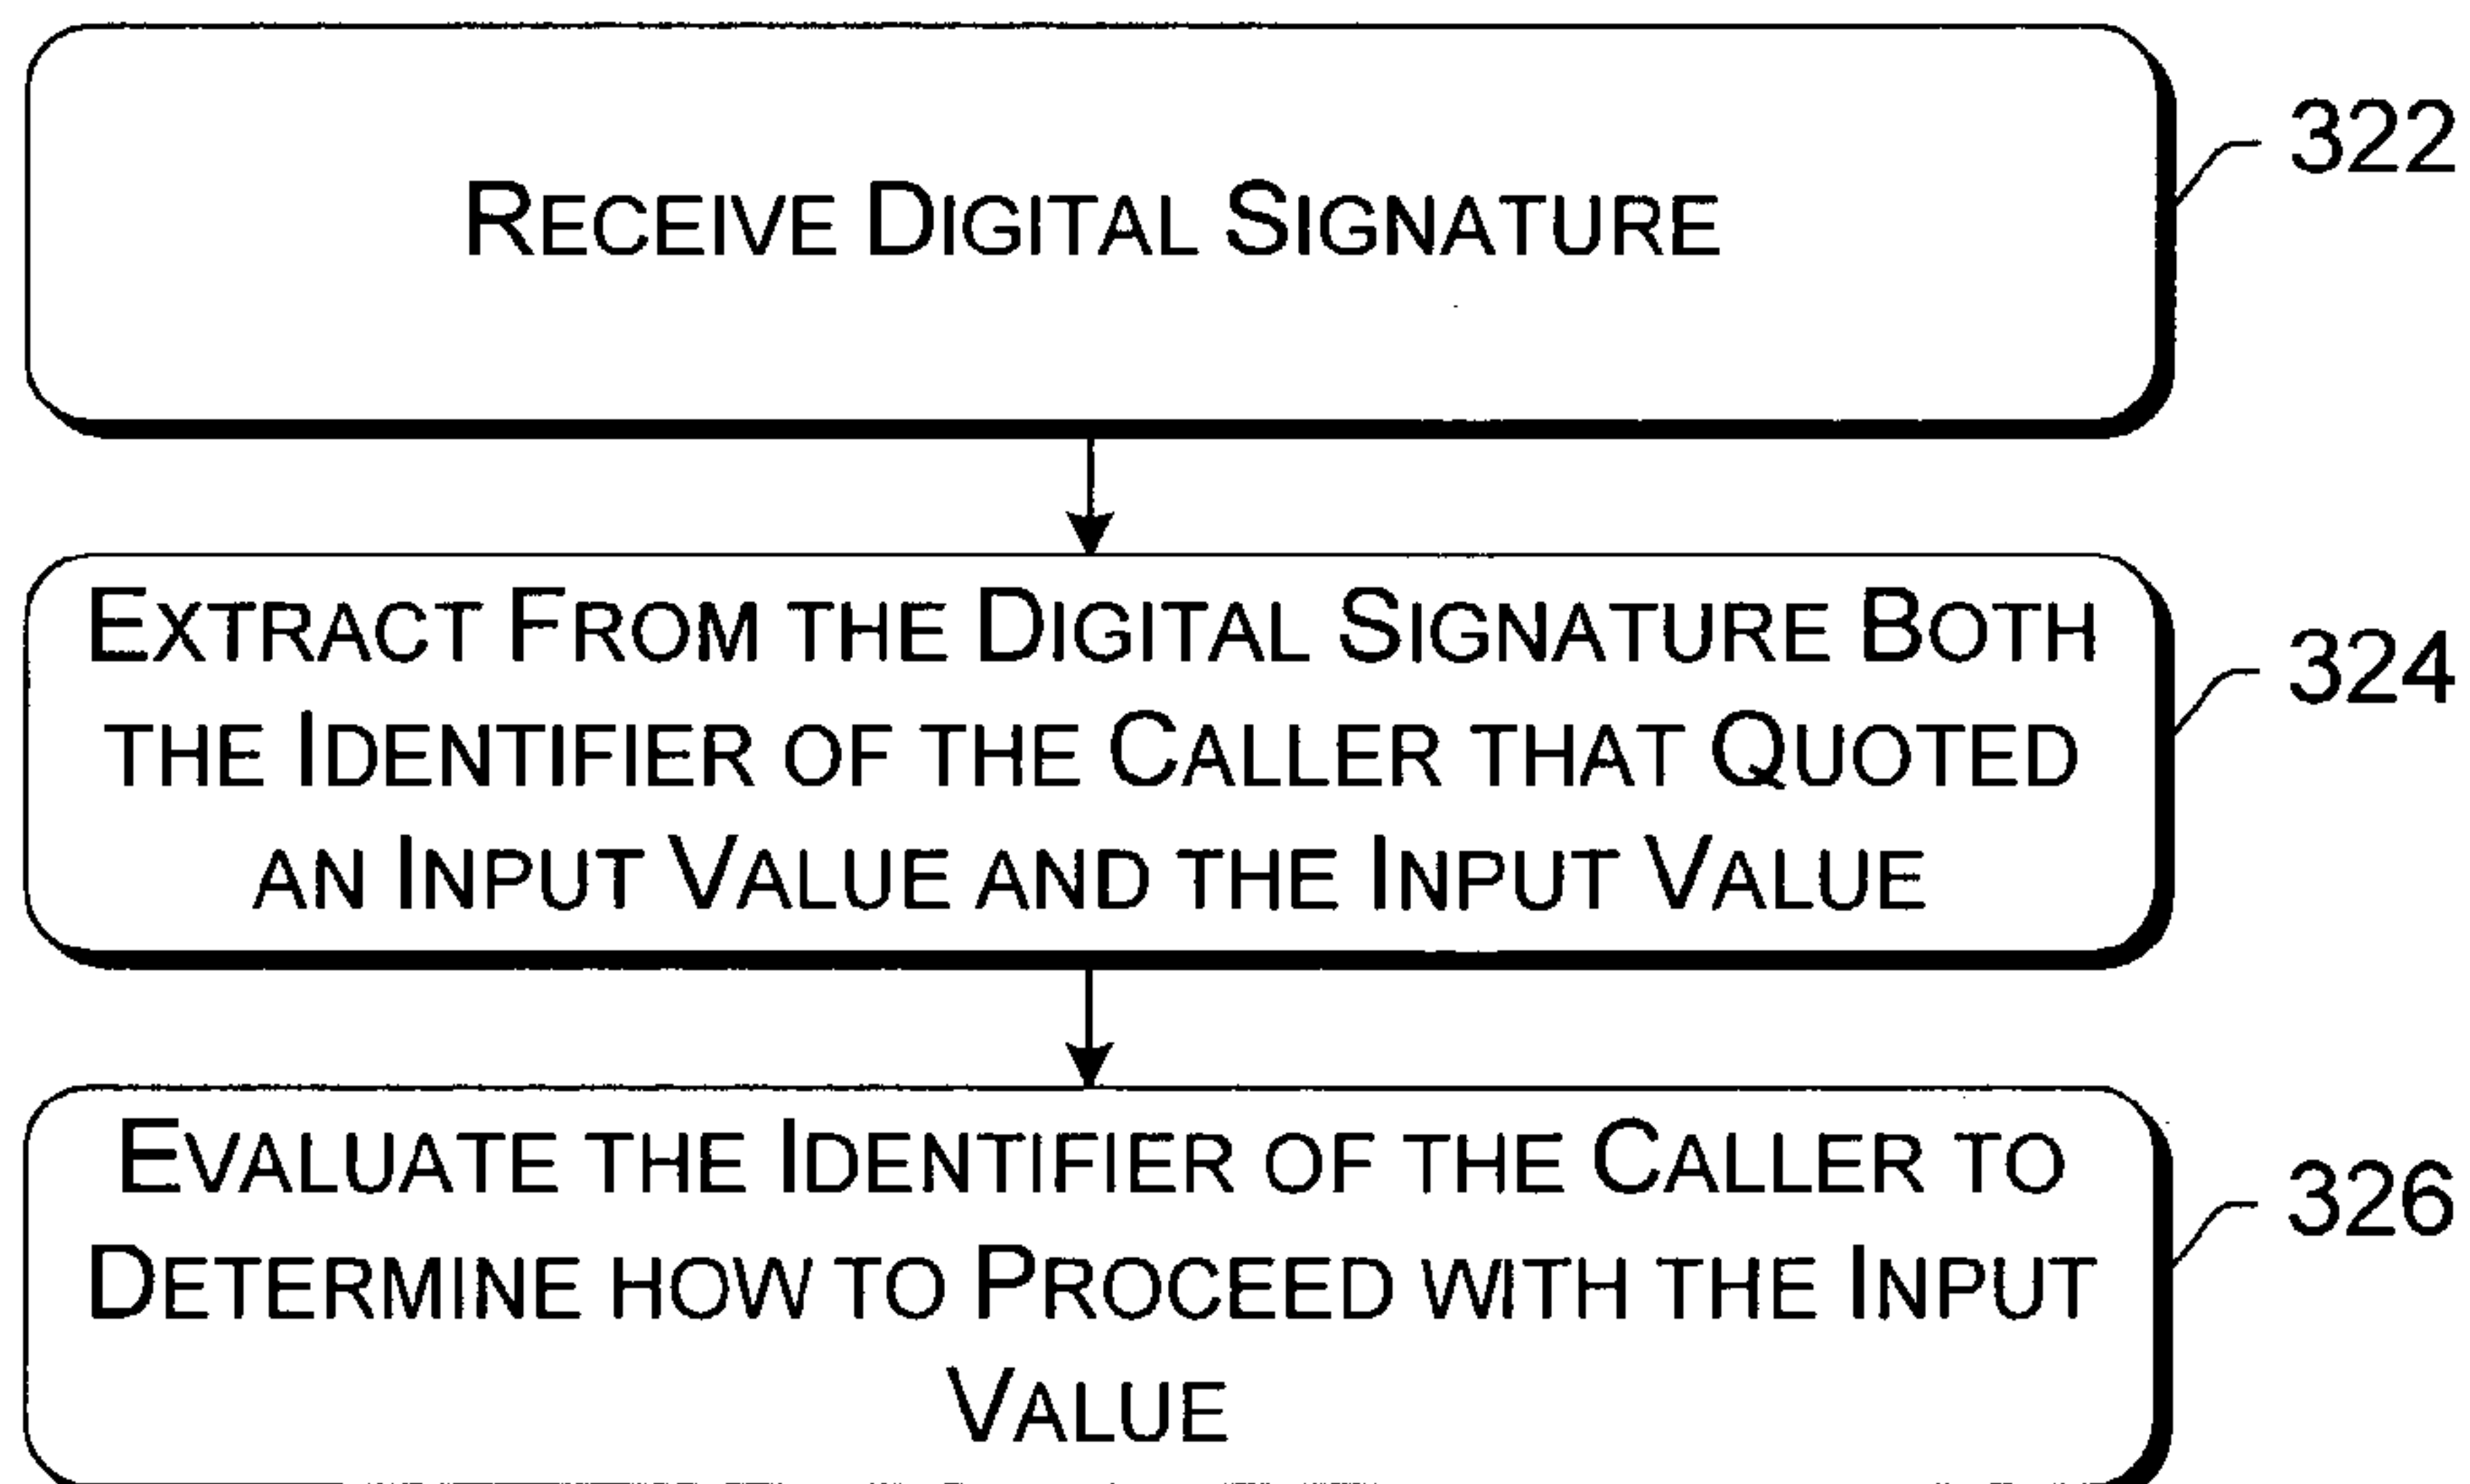 RECEIVE DIGITAL SIGNATURE
322
EXTRACT FROM THE DIGITAL SIGNATURE BOTH
THE IDENTIFIER OF THE CALLER THAT QUOTED
AN INPUT VALUE AND THE INPUT VALUE
324
EVALUATE THE IDENTIFIER OF THE CALLER TO
DETERMINE HOW TO PROCEED WITH THE INPUT
VALUE
326